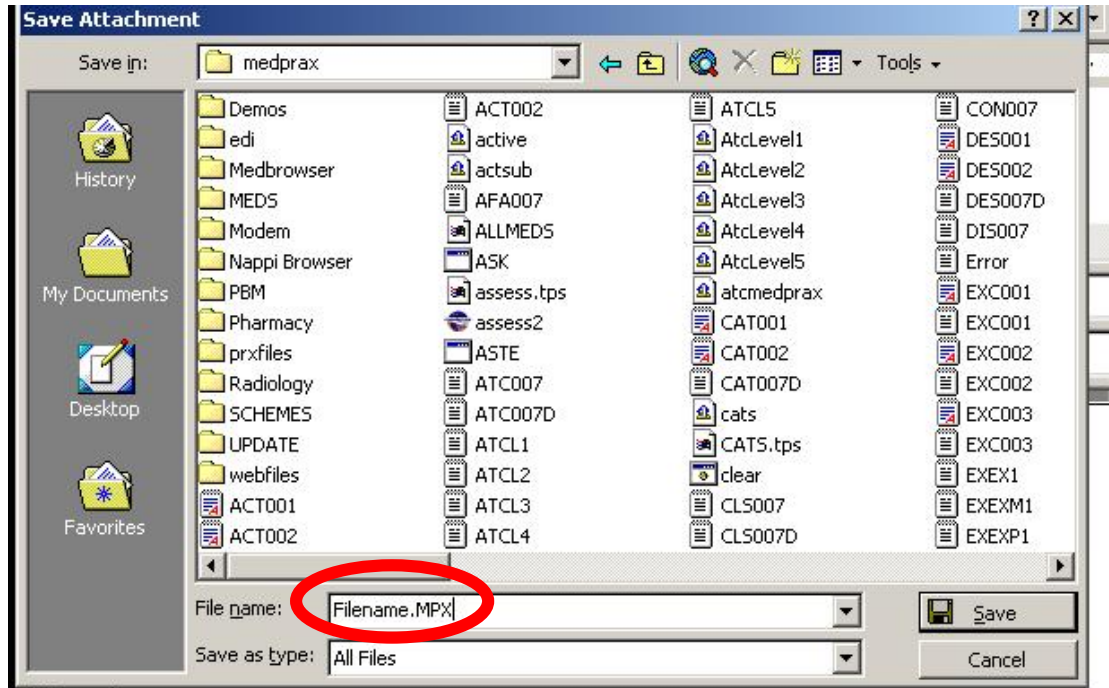 Save Attachment
Save in: medprax Tools
History
My Documents
Desktop
Favorites
Demos
edi
Medbrowser
MEDS
Modem
Nappi Browser
PBM
Pharmacy
prxfiles
Radiology
SCHEMES
UPDATE
webfiles
ACT001
ACT002
ACT002
active
actsub
AFA007
ALLMEDS
ASK
assess.tps
assess2
ASTE
ATC007
ATC007D
ATCL1
ATCL2
ATCL3
ATCL4
ATCL5
AtcLevel1
AtcLevel2
AtcLevel3
AtcLevel4
AtcLevel5
atcmedprax
CAT001
CAT002
CAT007D
cats
CATS.tps
clear
CLS007
CLS007D
CON007
DES001
DES002
DES007D
DIS007
Error
EXC001
EXC001
EXC002
EXC002
EXC003
EXC003
EXEX1
EXEXM1
EXEXP1
File name: Filename.MPX Save
Save as type: All Files Cancel